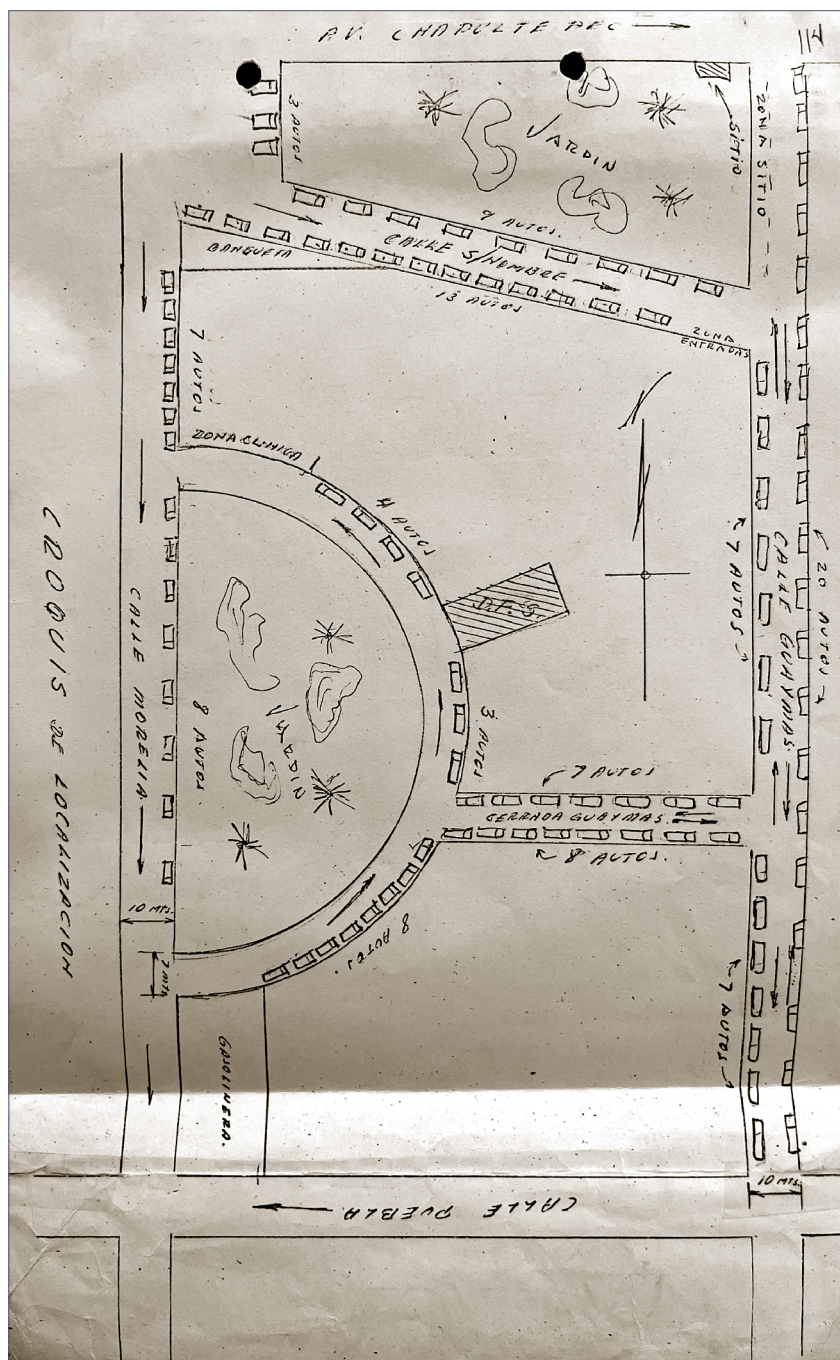 AV. CHAPULTEPEC
3 AUTOS
JARDIN
SITIO
ZONA SITIO
9 AUTOS.
CALLE S/NOMBRE
BANQUETA
13 AUTOS
ZONA
ENTRADAS
7 AUTOS
ZONA CLINICA
4 AUTOS
D.F.S.
CALLE MORELIA
8 AUTOS.
JARDIN
3 AUTOS
7 AUTOS
CALLE GUAYMAS.
20 AUTOS
7 AUTOS
CERRADA GUAYMAS.
8 AUTOS.
8 AUTOS.
7 AUTOS
10 MTS.
7 MTS.
GASOLINERA.
10 MTS.
CALLE PUEBLA
CROQUIS DE LOCALIZACION